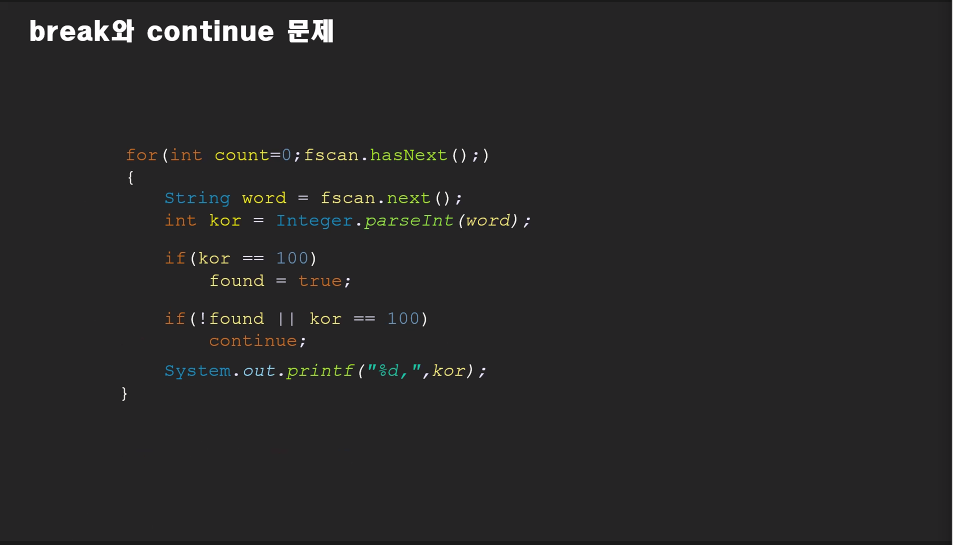 break와 continue 문제
for(int count=0;fscan.hasNext();)
{
String word = fscan.next();
int kor = Integer.parseInt(word);
if(kor == 100)
found = true;
if(!found || kor == 100)
continue;
System.out.printf("%d,",kor);
}